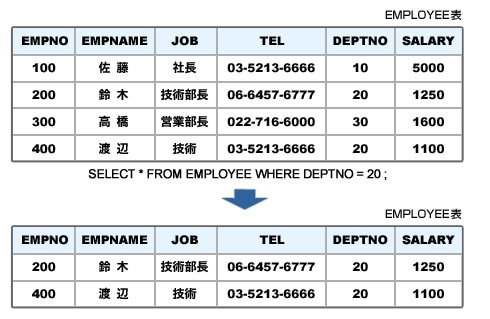 EMPLOYEE表
EMPNO EMPNAME JOB TEL DEPTNO SALARY
100 佐 藤 社長 03-5213-6666 10 5000
200 鈴 木 技術部長 06-6457-6777 20 1250
300 高 橋 営業部長 022-716-6000 30 1600
400 渡 辺 技術 03-5213-6666 20 1100
SELECT * FROM EMPLOYEE WHERE DEPTNO = 20 ;
EMPLOYEE表
EMPNO EMPNAME JOB TEL DEPTNO SALARY
200 鈴 木 技術部長 06-6457-6777 20 1250
400 渡 辺 技術 03-5213-6666 20 1100